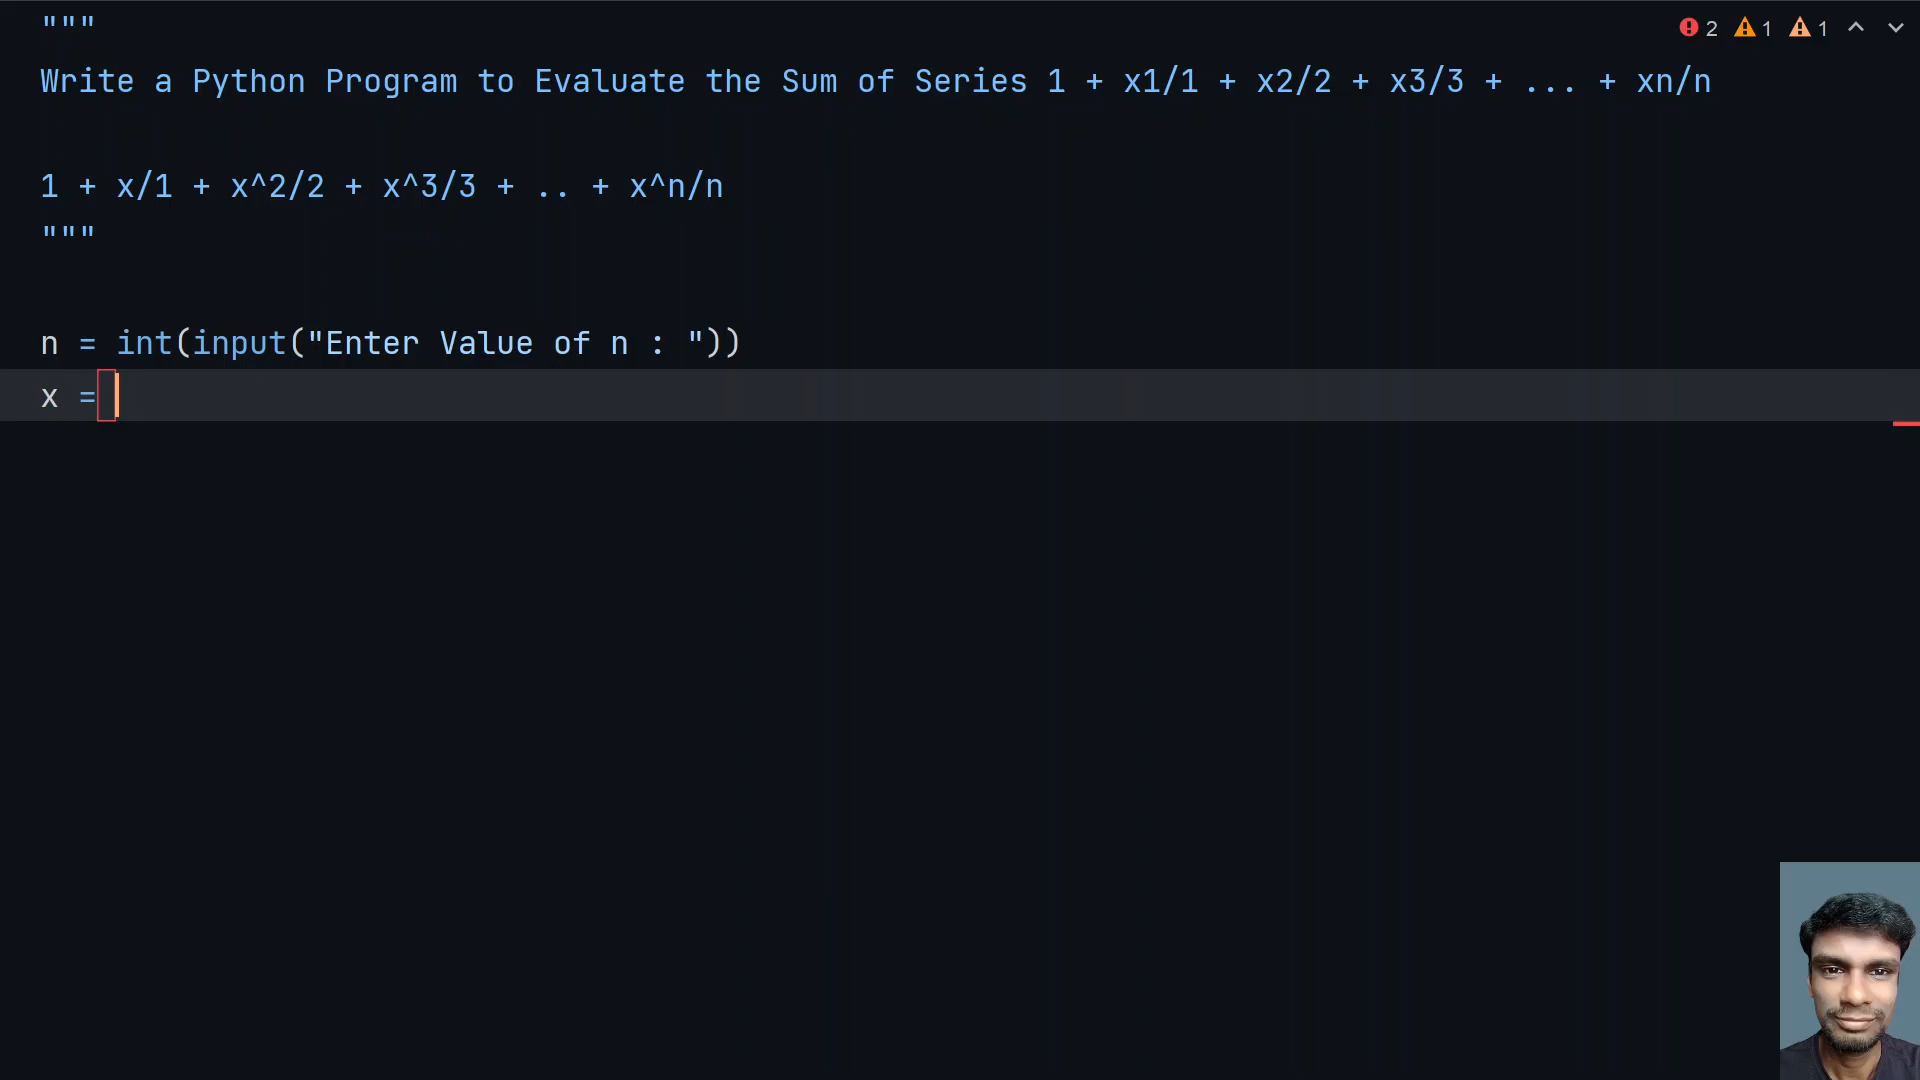 """
2 1 1
Write a Python Program to Evaluate the Sum of Series 1 + x1/1 + x2/2 + x3/3 + ... + xn/n
1 + x/1 + x^2/2 + x^3/3 + .. + x^n/n
"""
n = int(input("Enter Value of n : "))
x =